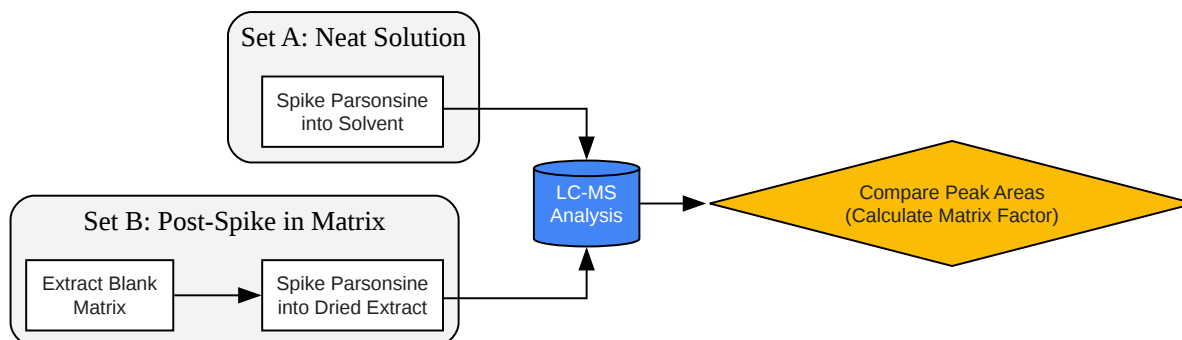 Set A: Neat Solution
Spike Parsonsine
into Solvent
Set B: Post-Spike in Matrix
Extract Blank
Matrix
Spike Parsonsine
into Dried Extract
LC-MS
Analysis
Compare Peak Areas
(Calculate Matrix Factor)